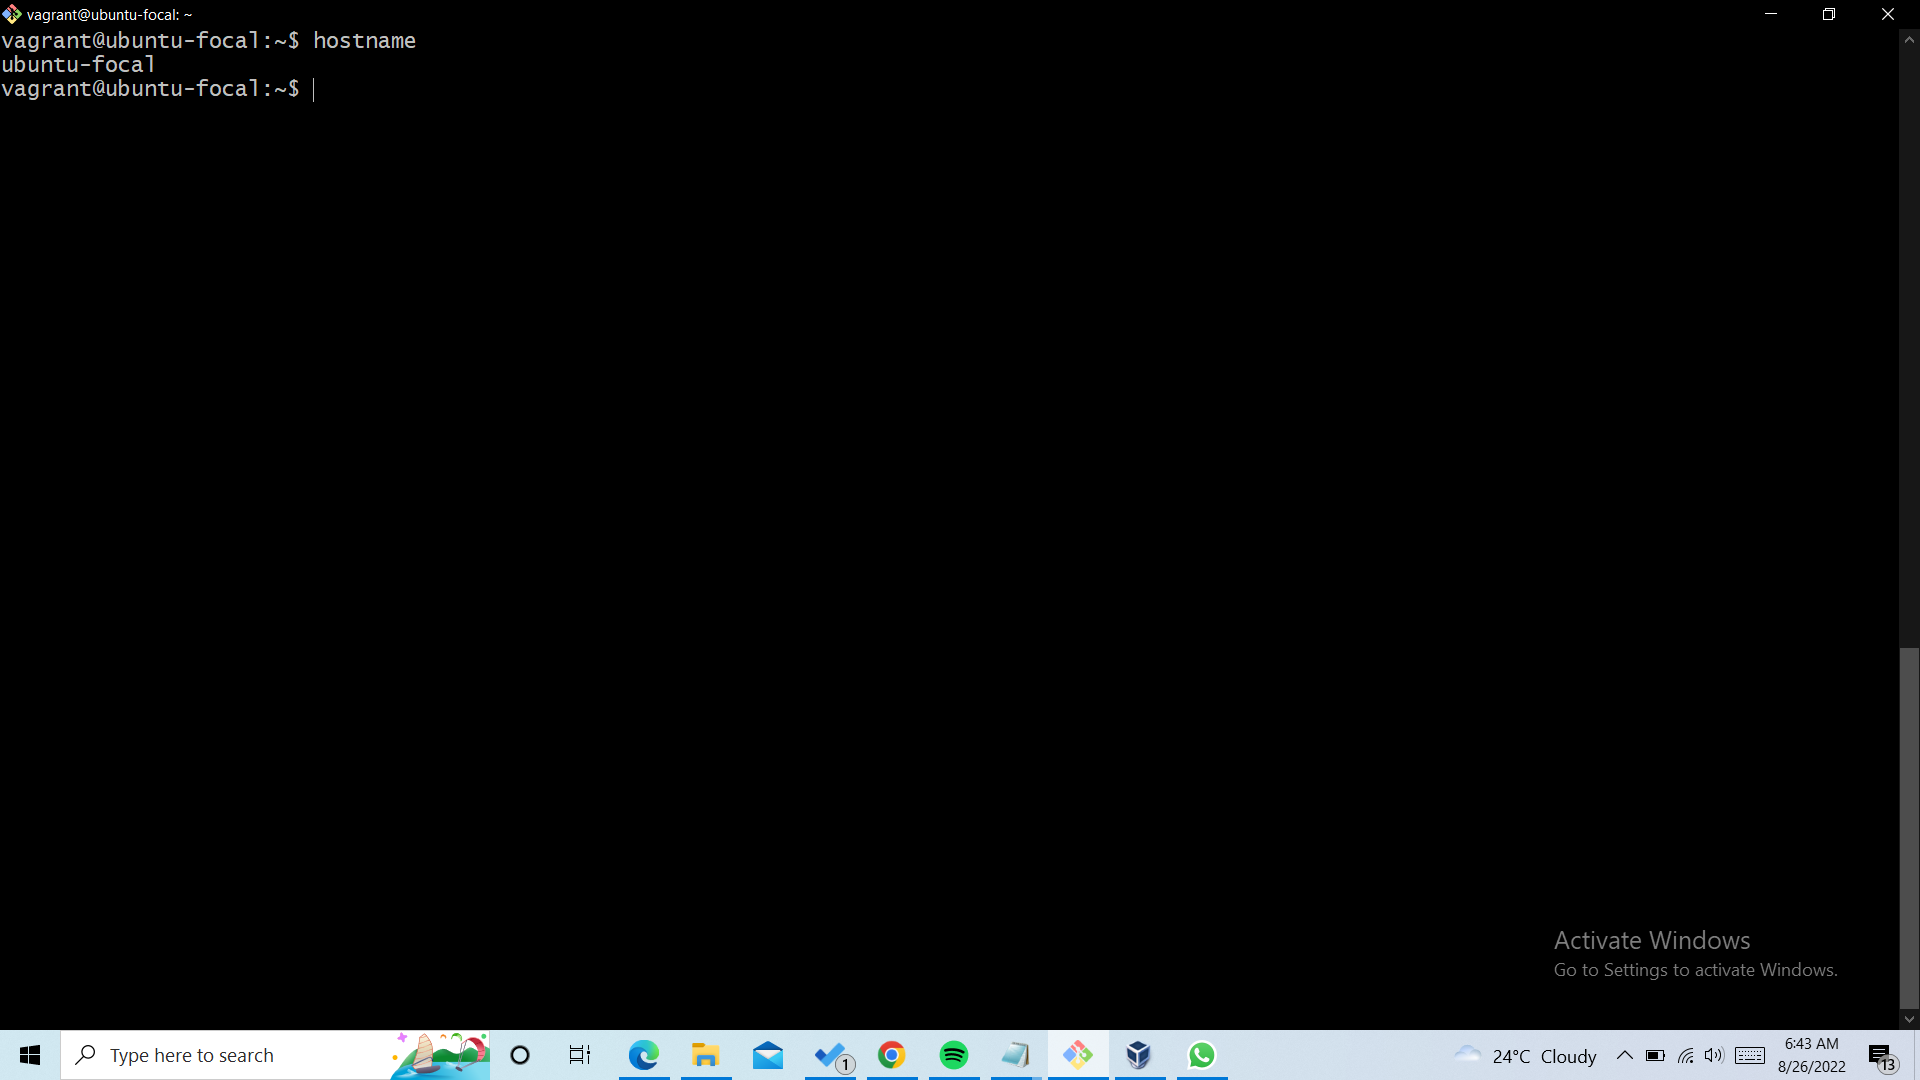 vagrant@ubuntu-focal: ~
vagrant@ubuntu-focal:~$ hostname
ubuntu-focal
vagrant@ubuntu-focal:~$
Activate Windows
Go to Settings to activate Windows.
Type here to search
1
24°C Cloudy
6:43 AM
8/26/2022
13